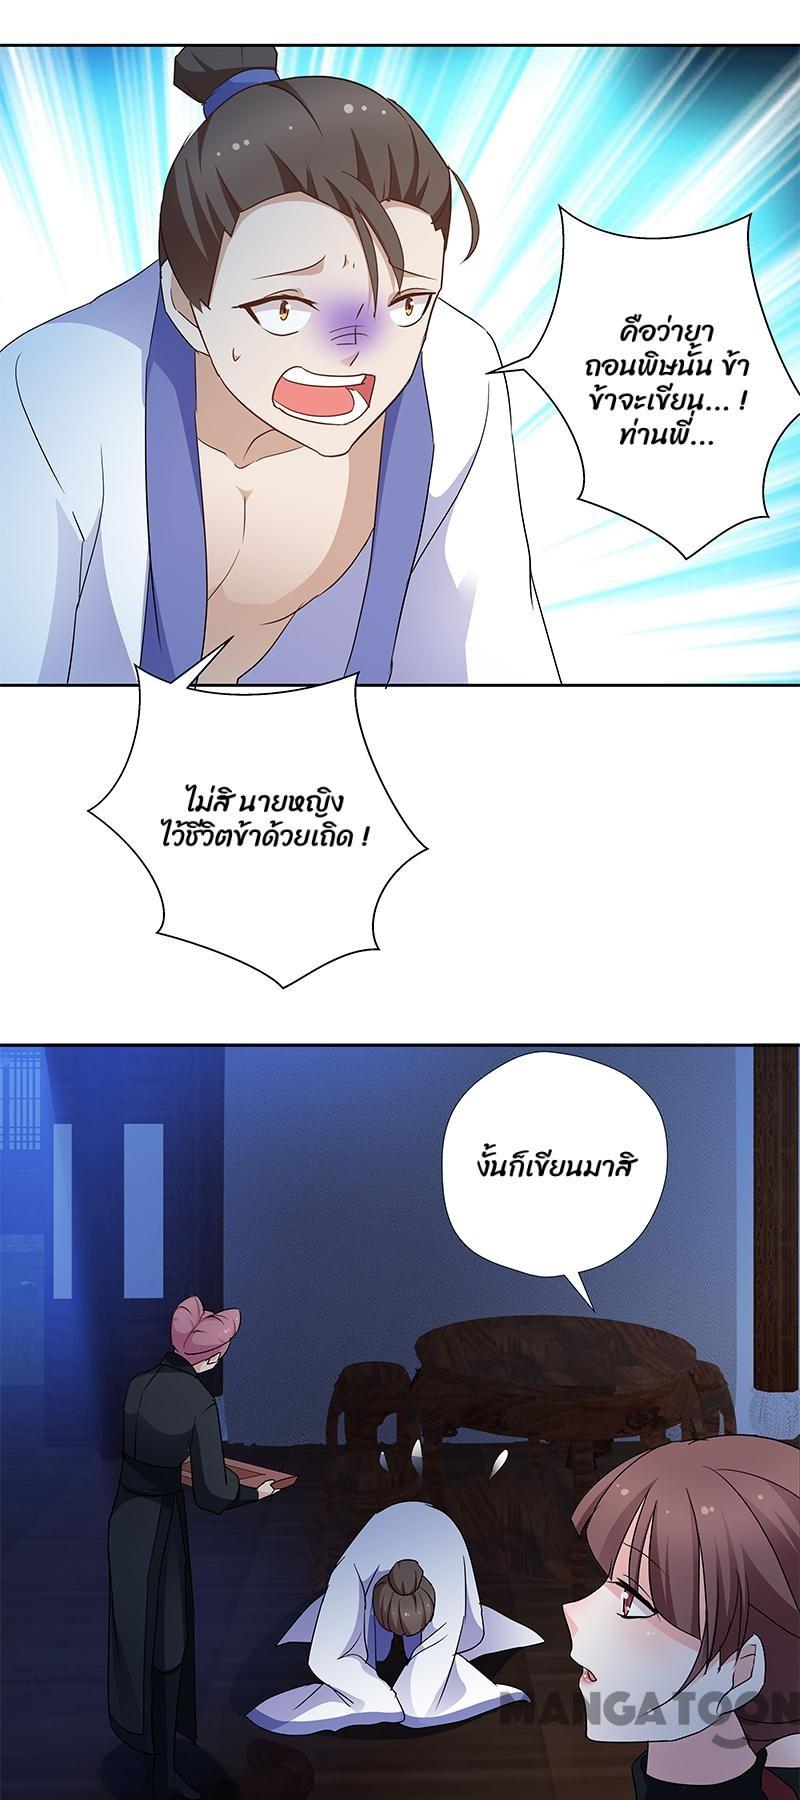 คือว่ายา
ถอนพิษนั้น ข้า
ข้าจะเขียน... !
ท่านพี่...
ไม่สิ นายหญิง
ไว้ชีวิตข้าด้วยเถิด !
งั้นก็เขียนมาสิ
MANGATOON